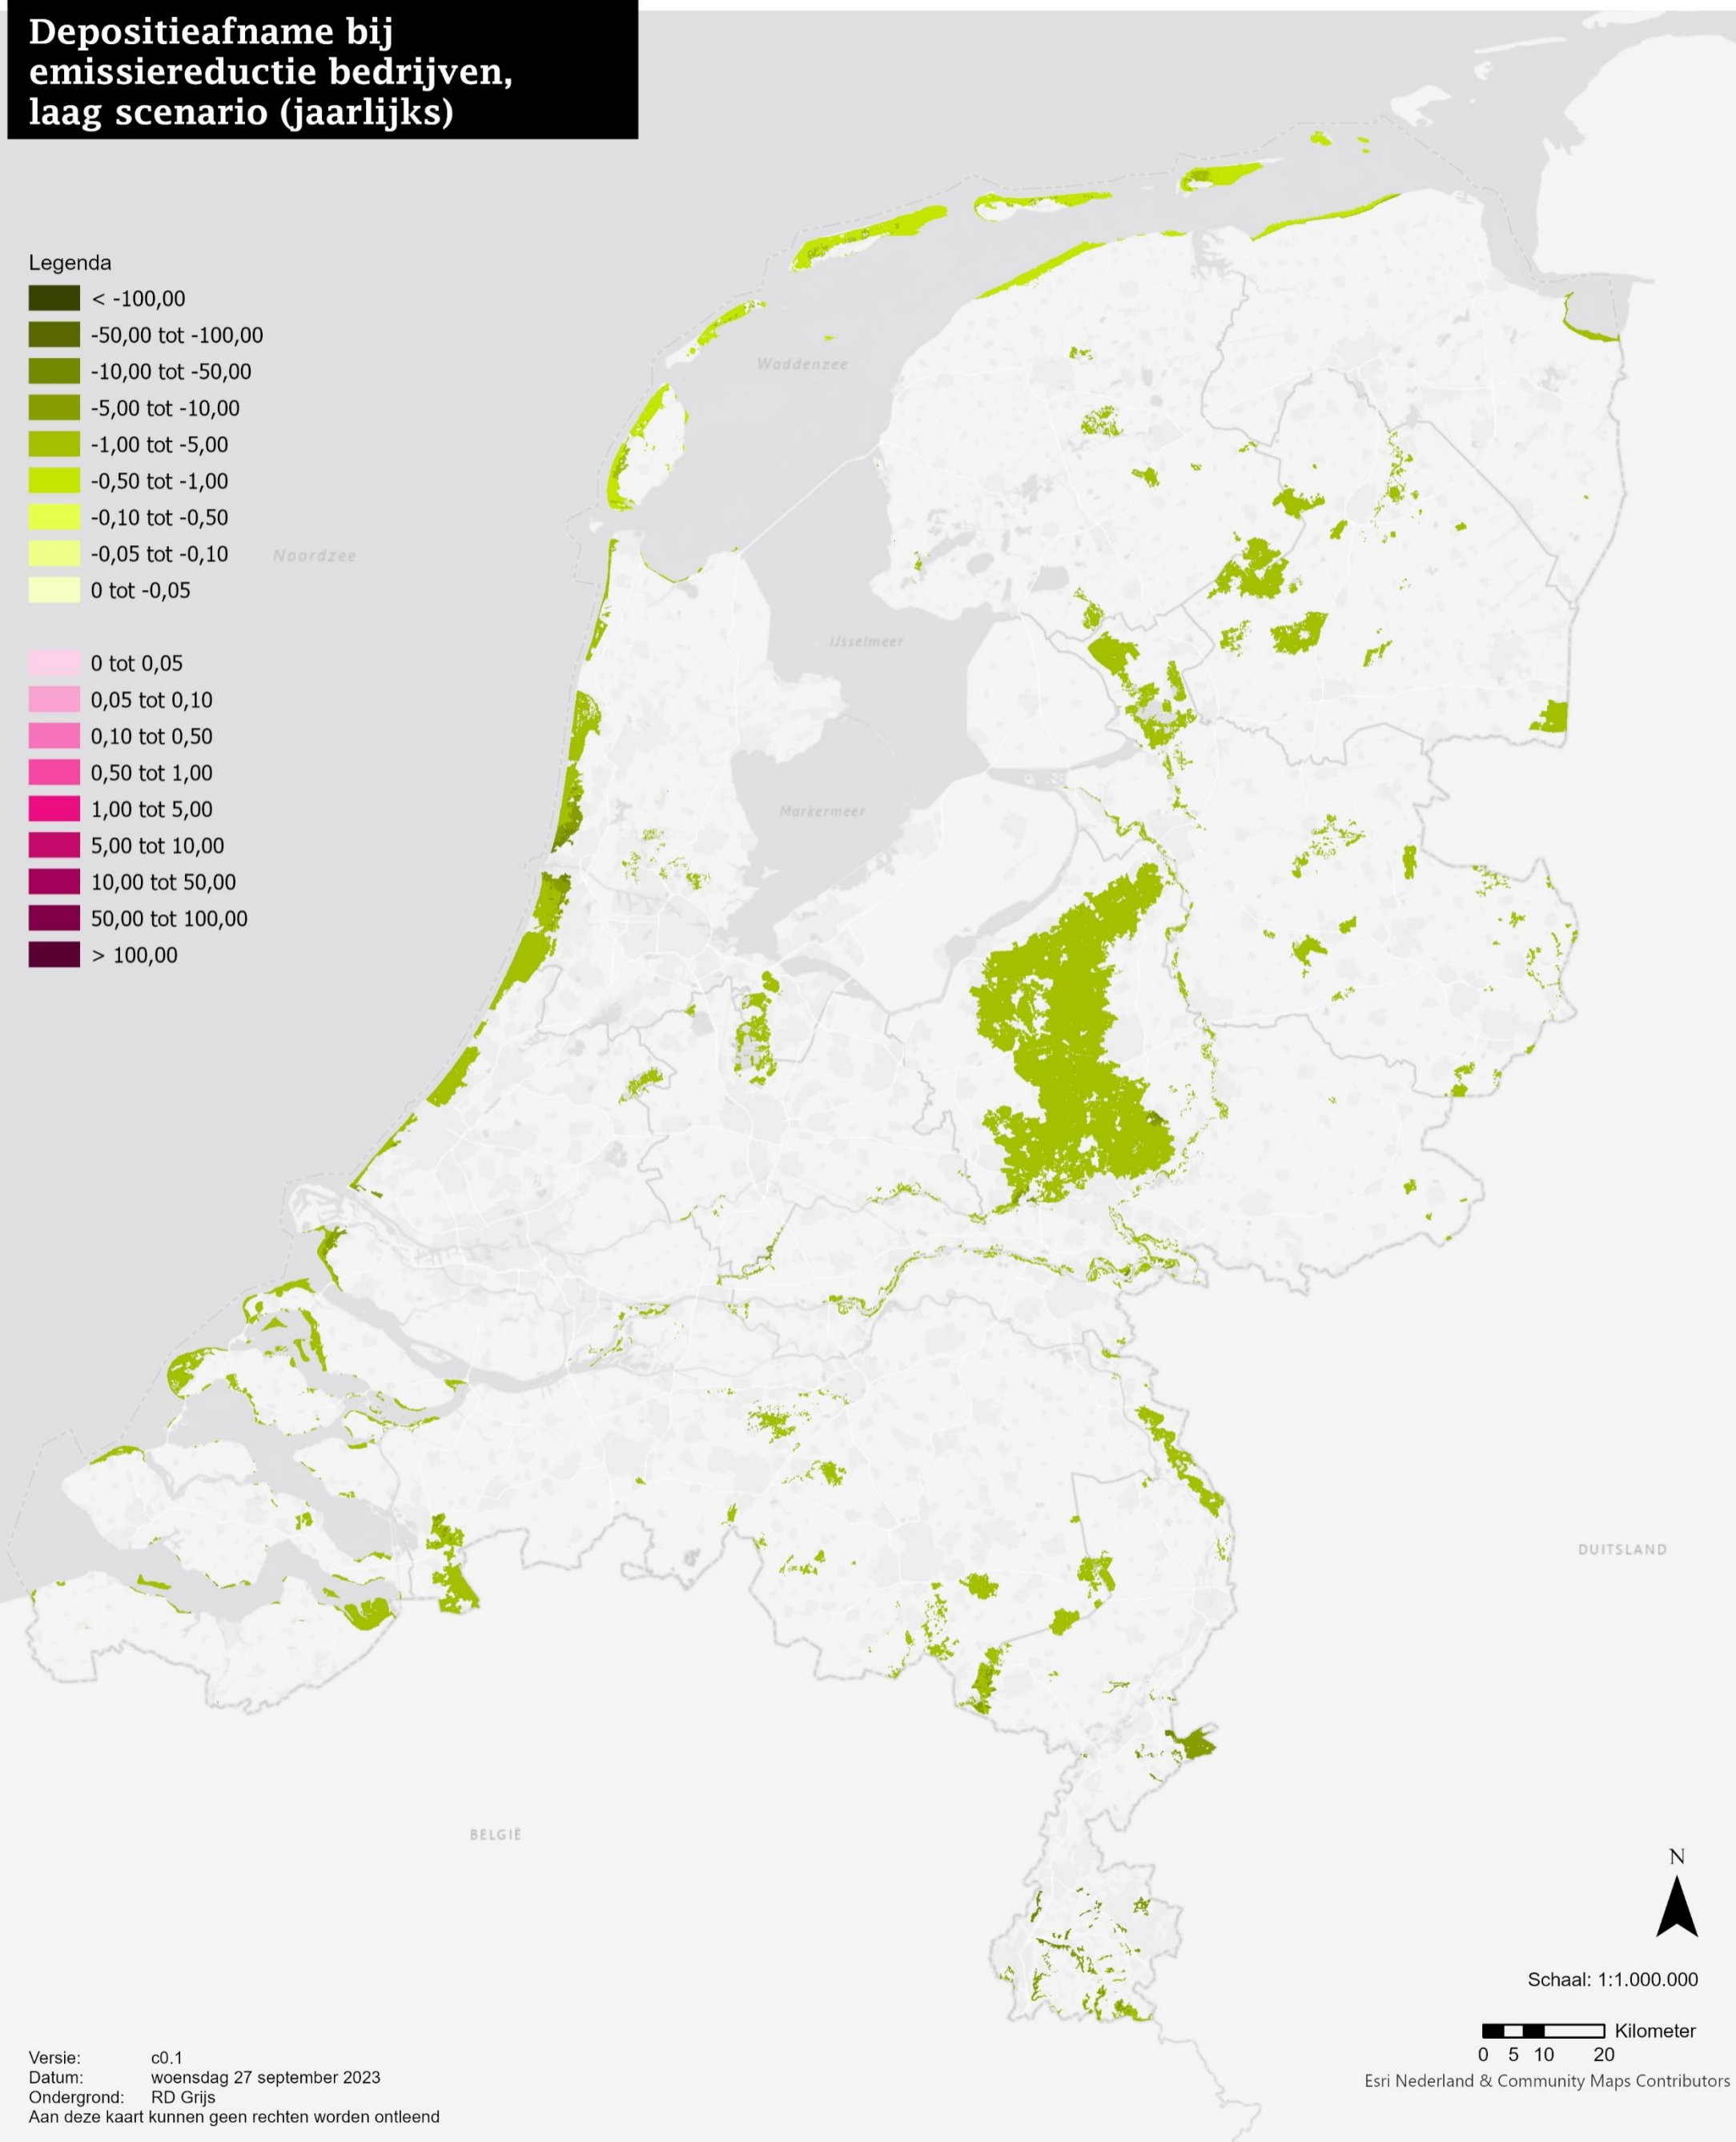 Depositieafname bij
emissiereductie bedrijven,
laag scenario (jaarlijks)
Legenda
< -100,00
-50,00 tot -100,00
-10,00 tot -50,00
-5,00 tot -10,00
-1,00 tot -5,00
-0,50 tot -1,00
-0,10 tot -0,50
-0,05 tot -0,10
0 tot -0,05
0 tot 0,05
0,05 tot 0,10
0,10 tot 0,50
0,50 tot 1,00
1,00 tot 5,00
5,00 tot 10,00
10,00 tot 50,00
50,00 tot 100,00
> 100,00
Waddenzee
Noordzee
IJsselmeer
Markermeer
DUITSLAND
BELGIË
N
Schaal: 1:1.000.000
Kilometer
0 5 10 20
Esri Nederland & Community Maps Contributors
Versie: c0.1
Datum: woensdag 27 september 2023
Ondergrond: RD Grijs
Aan deze kaart kunnen geen rechten worden ontleend